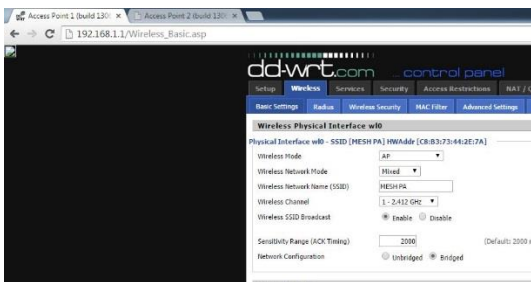 Access Point 1 (build 130
Access Point 2 (build 130
192.168.1.1/Wireless_Basic.asp
dd-wrt.com ... control panel
Setup Wireless Services Security Access Restrictions NAT /
Basic Settings Radius Wireless Security MAC Filter Advanced Settings
Wireless Physical Interface wl0
Physical Interface wl0 - SSID [MESH PA] HWAddr [C8:B3:73:44:2E:7A]
Wireless Mode AP
Wireless Network Mode Mixed
Wireless Network Name (SSID) MESH PA
Wireless Channel 1 - 2.412 GHz
Wireless SSID Broadcast Enable Disable
Sensitivity Range (ACK Timing) 2000 (Default: 2000
Network Configuration Unbridged Bridged